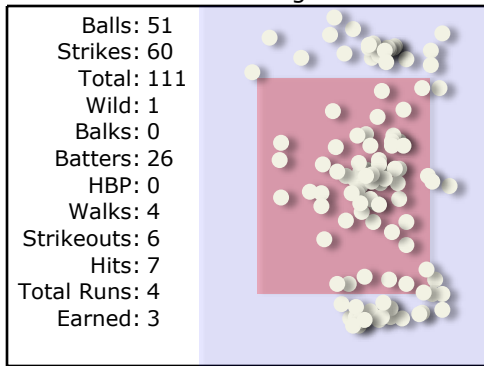 Balls: 51
Strikes: 60
Total: 111
Wild: 1
Balks: 0
Batters: 26
HBP: 0
Walks: 4
Strikeouts: 6
Hits: 7
Total Runs: 4
Earned: 3